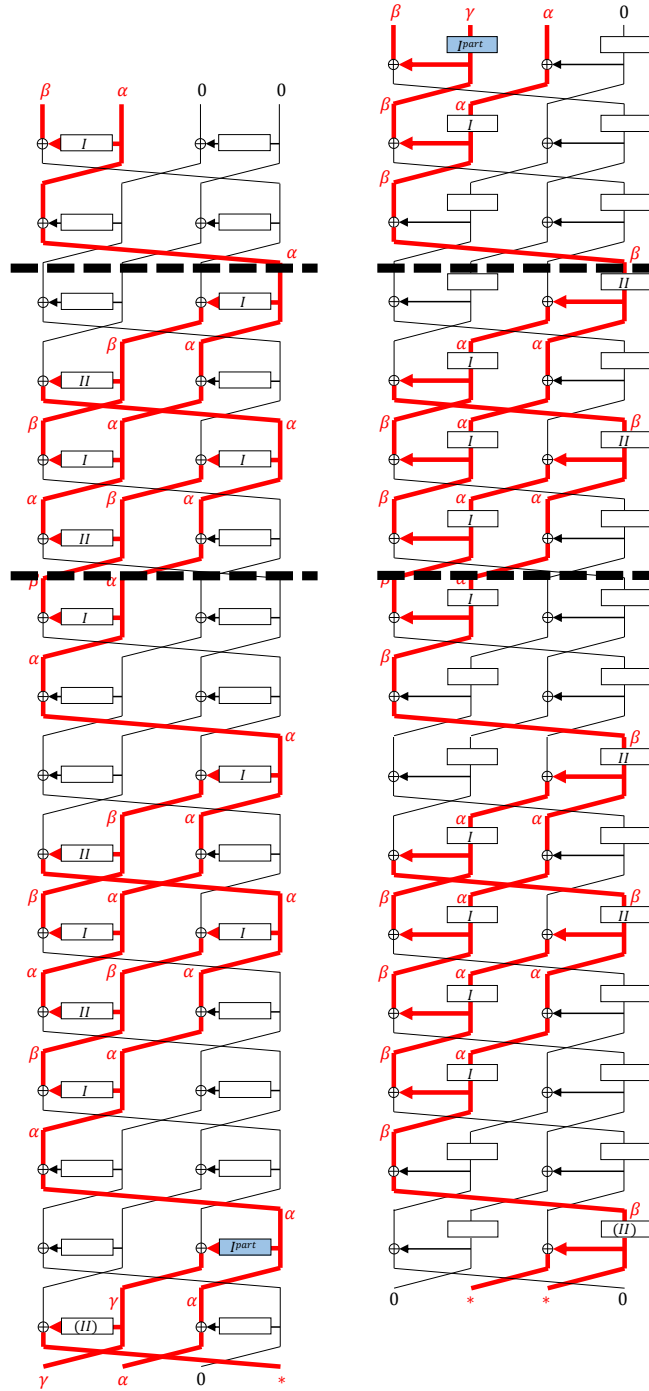 β α 0 0
I
α
I
β α
II
β α α
I I
α β α
II
β α
I
α
α
I
β α
II
β α α
I I
α β α
II
β α
I
α
α
I^part
γ α
(II)
γ α 0 *
β γ α 0
I^part
β α
I
β
β
II
α α
I
β α β
I II
β α α
I
β α
I
β
β
II
α α
I
β α β
I II
β α α
I
β α
I
β
β
(II)
0 * * 0